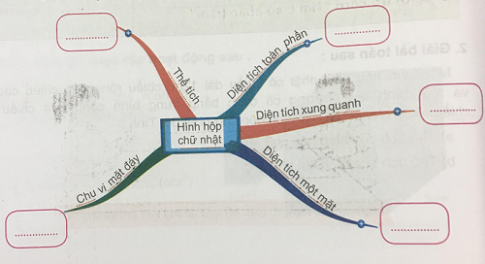 2. Giải bài toán sau :
Thể tích
Diện tích toàn phần
Diện tích xung quanh
Hình hộp
chữ nhật
Chu vi mặt đáy
Diện tích một mặt